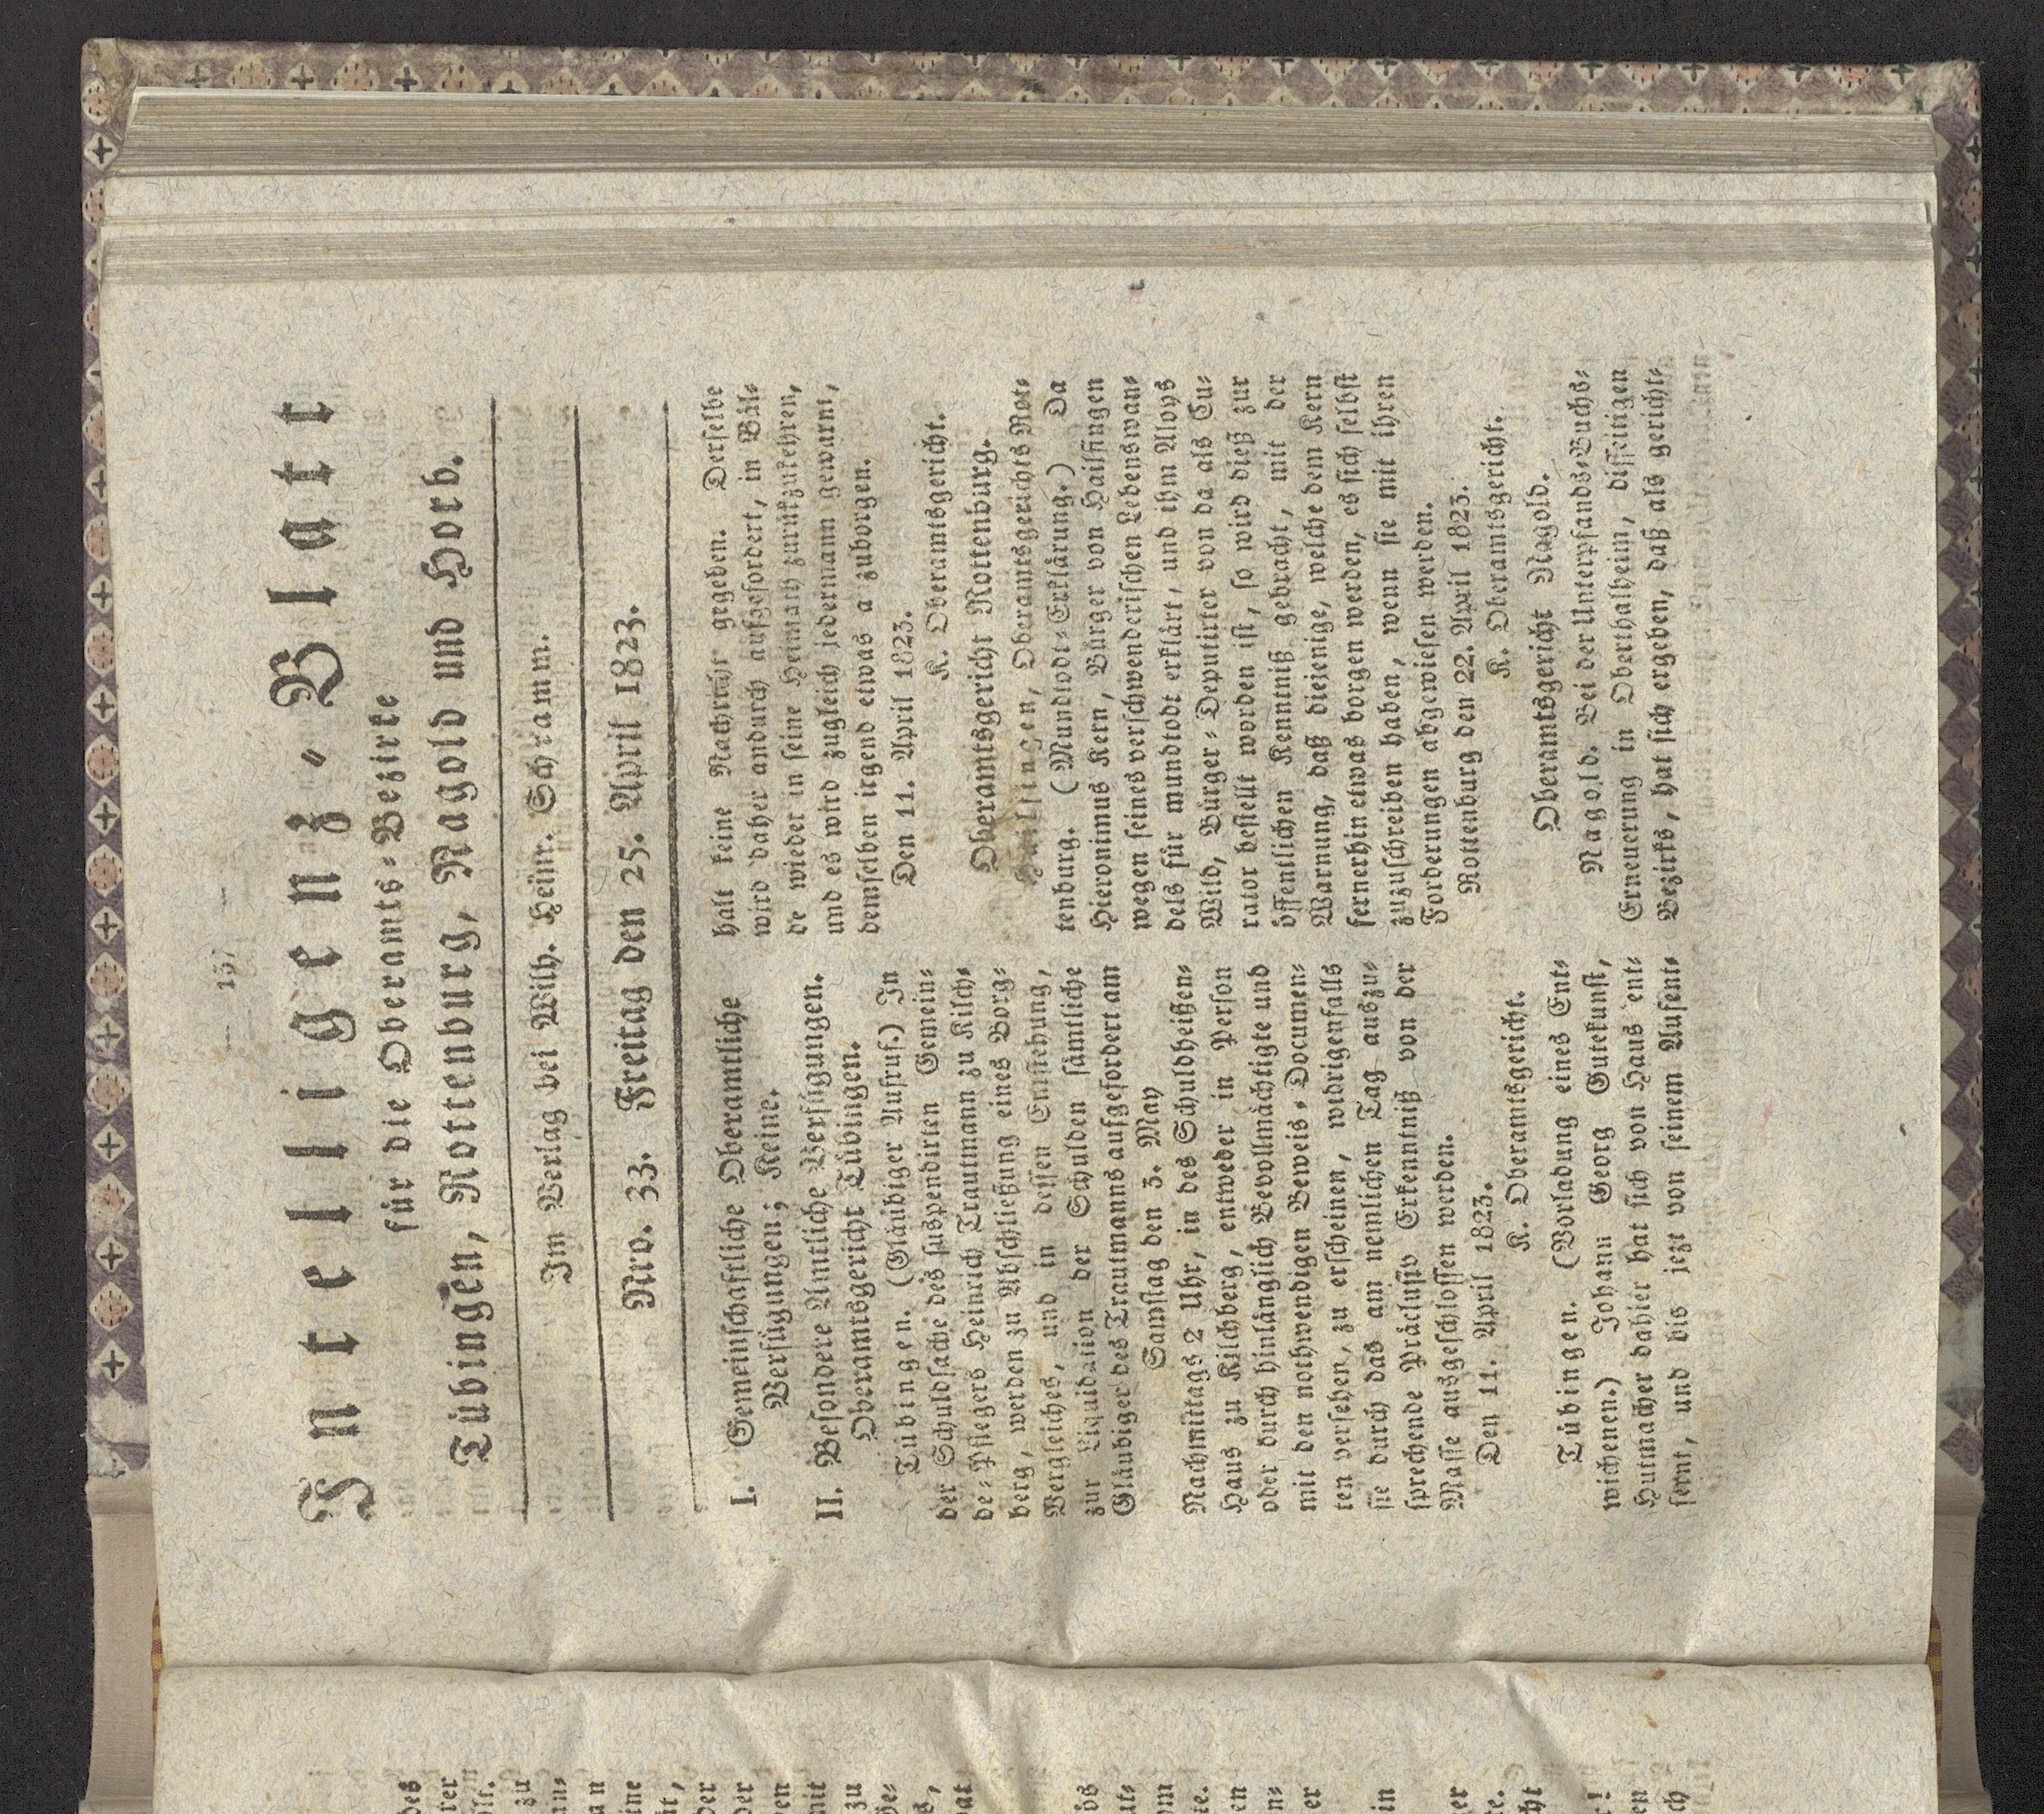 — 137 —
Intelligenz-Blatt
für die Oberamts-Bezirke
Tübingen, Rottenburg, Nagold und Horb.
Im Verlag bei Wilh. Heinr. Schramm.
Nro. 33. Freitag den 25. April 1823.
I. Gemeinschaftliche Oberamtliche
Verfügungen; Keine.
II. Besondere Amtliche Verfügungen.
Oberamtsgericht Tübingen.
Tübingen. (Gläubiger Aufruf.) In
der Schuldsache des suspendirten Gemein-
de-Pflegers Heinrich Trautmann zu Kilch-
berg, werden zu Abschließung eines Borg-
Vergleiches, und in dessen Entstehung,
zur Liquidation der Schulden sämtliche
Gläubiger des Trautmanns aufgefordert am
Samstag den 3. May
Nachmittags 2 Uhr, in des Schuldheißen-
Haus zu Kilchberg, entweder in Person
oder durch hinlänglich Bevollmächtigte und
mit den nothwendigen Beweis-Documen-
ten versehen, zu erscheinen, widrigenfalls
sie durch das am nemlichen Tag auszu-
sprechende Präclusiv Erkenntniß von der
Masse ausgeschlossen werden.
Den 11. April 1823.
K. Oberamtsgericht.
Tübingen. (Vorladung eines Ent-
wichenen.) Johann Georg Gutekunst,
Hutmacher dahier hat sich von Haus ent-
fernt, und bis jezt von seinem Aufent-
halt keine Nachricht gegeben. Derselbe
wird daher andurch aufgefordert, in Bäl-
de wieder in seine Heimath zurükzukehren,
und es wird zugleich jedermann gewarnt,
demselben irgend etwas a zuborgen.
Den 11. April 1823.
K. Oberamtsgericht.
Oberamtsgericht Rottenburg.
Hailfingen, Oberamtsgerichts Rot-
tenburg. (Mundtodt-Erklärung.) Da
Hieronimus Kern, Bürger von Hailfingen
wegen seines verschwenderischen Lebenswan-
dels für mundtodt erklärt, und ihm Aloys
Wild, Bürger-Deputirter von da als Cu-
rator bestellt worden ist, so wird dieß zur
öffentlichen Kenntniß gebracht, mit der
Warnung, daß diejenige, welche dem Kern
fernerhin etwas borgen werden, es sich selbst
zuzuschreiben haben, wenn sie mit ihren
Forderungen abgewiesen werden.
Rottenburg den 22. April 1823.
K. Oberamtsgericht.
Oberamtsgericht Nagold.
Nagold. Bei der Unterpfands-Buchs-
Erneuerung in Oberthalheim, disseitigen
Bezirks, hat sich ergeben, daß als gericht-